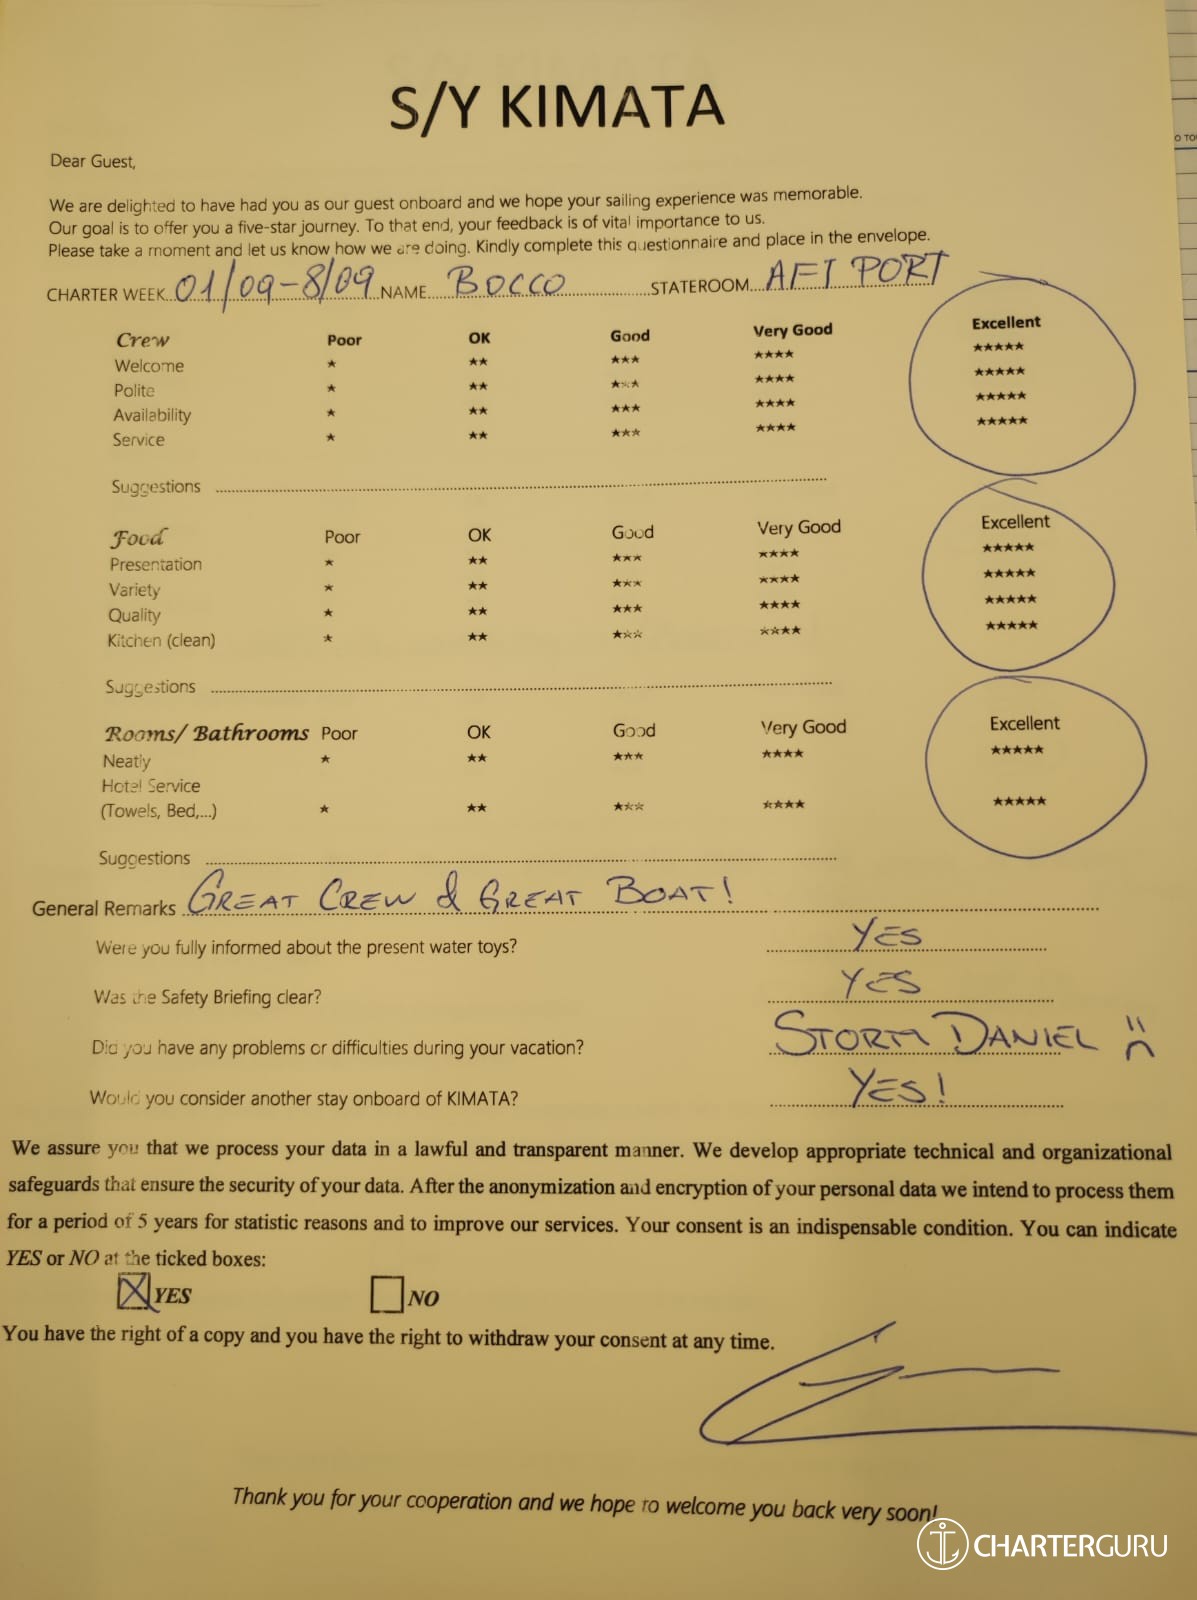 S/Y KIMATA
Dear Guest,
We are delighted to have had you as our guest onboard and we hope your sailing experience was memorable.
Our goal is to offer you a five-star journey. To that end, your feedback is of vital importance to us.
Please take a moment and let us know how we are doing. Kindly complete this questionnaire and place in the envelope.
CHARTER WEEK 01/09-8/09 NAME BOCCO STATEROOM AFT PORT
Crew Poor OK Good Very Good Excellent
Welcome ★ ★★ ★★★ ★★★★ ★★★★★
Polite ★ ★★ ★★★ ★★★★ ★★★★★
Availability ★ ★★ ★★★ ★★★★ ★★★★★
Service ★ ★★ ★★★ ★★★★ ★★★★★
Suggestions
Food Poor OK Good Very Good Excellent
Presentation ★ ★★ ★★★ ★★★★ ★★★★★
Variety ★ ★★ ★★★ ★★★★ ★★★★★
Quality ★ ★★ ★★★ ★★★★ ★★★★★
Kitchen (clean) ★ ★★ ★★★ ★★★★ ★★★★★
Suggestions
Rooms/ Bathrooms Poor OK Good Very Good Excellent
Neatly ★ ★★ ★★★ ★★★★ ★★★★★
Hotel Service
(Towels, Bed,...) ★ ★★ ★★★ ★★★★ ★★★★★
Suggestions
General Remarks GREAT CREW & GREAT BOAT!
Were you fully informed about the present water toys? YES
Was the Safety Briefing clear? YES
Did you have any problems or difficulties during your vacation? STORM DANIEL
Would you consider another stay onboard of KIMATA? YES!
We assure you that we process your data in a lawful and transparent manner. We develop appropriate technical and organizational
safeguards that ensure the security of your data. After the anonymization and encryption of your personal data we intend to process them
for a period of 5 years for statistic reasons and to improve our services. Your consent is an indispensable condition. You can indicate
YES or NO at the ticked boxes:
YES NO
You have the right of a copy and you have the right to withdraw your consent at any time.
Thank you for your cooperation and we hope to welcome you back very soon!
CHARTERGURU